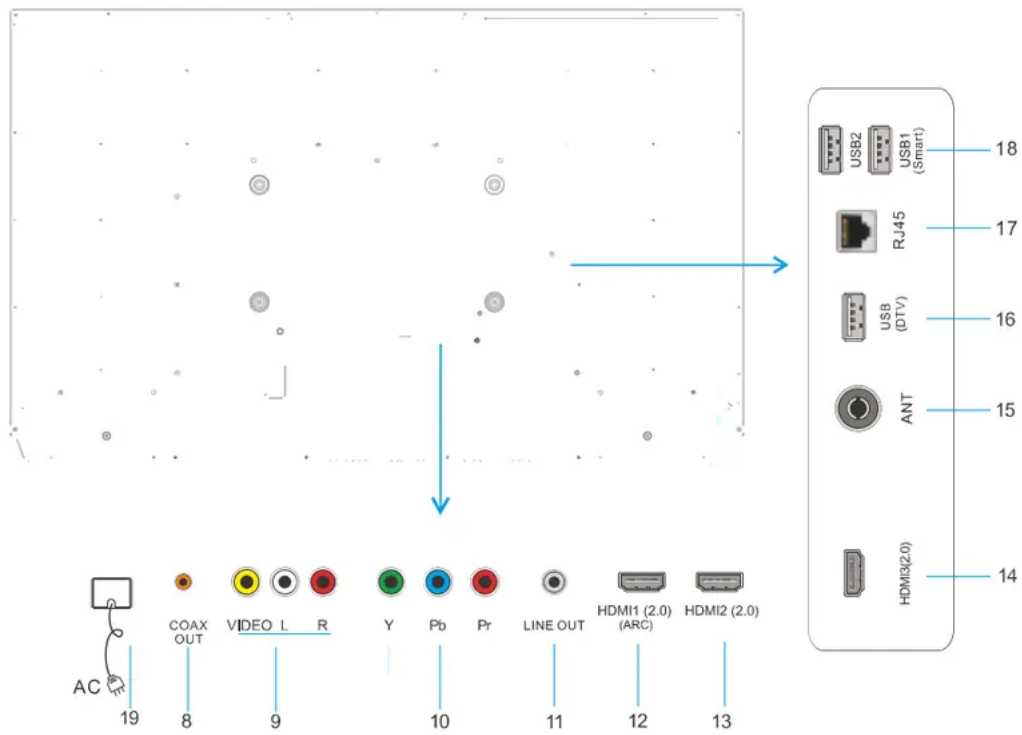 USB2
USB1
(Smart)
18
RJ45
17
USB
(DTV)
16
ANT
15
HDMI3(2.0)
14
COAX
OUT
VIDEO L R
Y Pb Pr
LINE OUT
HDMI1 (2.0)
(ARC)
HDMI2 (2.0)
AC
19 8 9 10 11 12 13